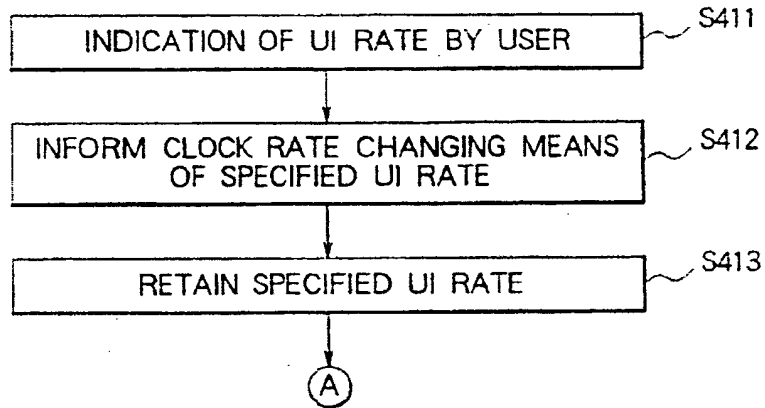 INDICATION OF UI RATE BY USER
S411
INFORM CLOCK RATE CHANGING MEANS
OF SPECIFIED UI RATE
S412
RETAIN SPECIFIED UI RATE
S413
A